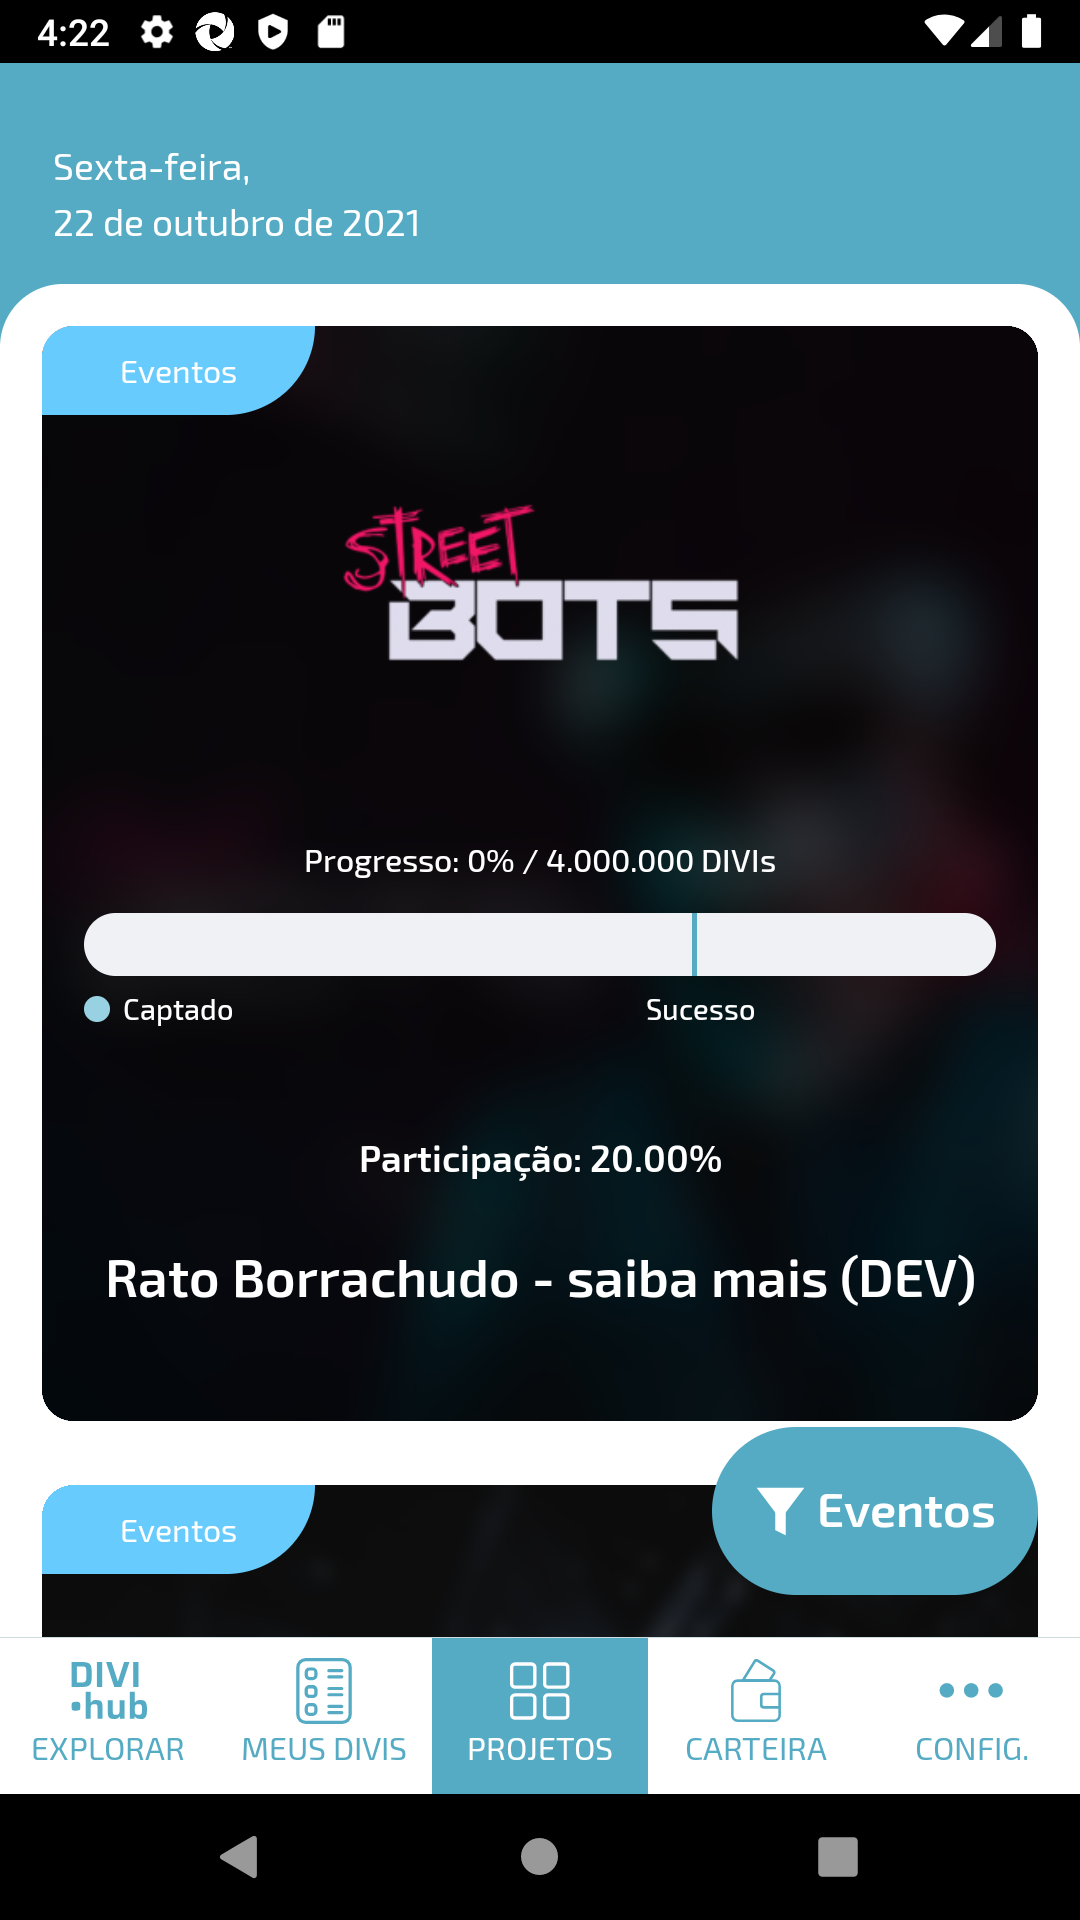 4:22
Sexta-feira,
22 de outubro de 2021
Eventos
STREET
BOTS
Progresso: 0% / 4.000.000 DIVIs
Captado
Sucesso
Participação: 20.00%
Rato Borrachudo - saiba mais (DEV)
Eventos
Eventos
DIVI
hub
EXPLORAR
MEUS DIVIS
PROJETOS
CARTEIRA
CONFIG.